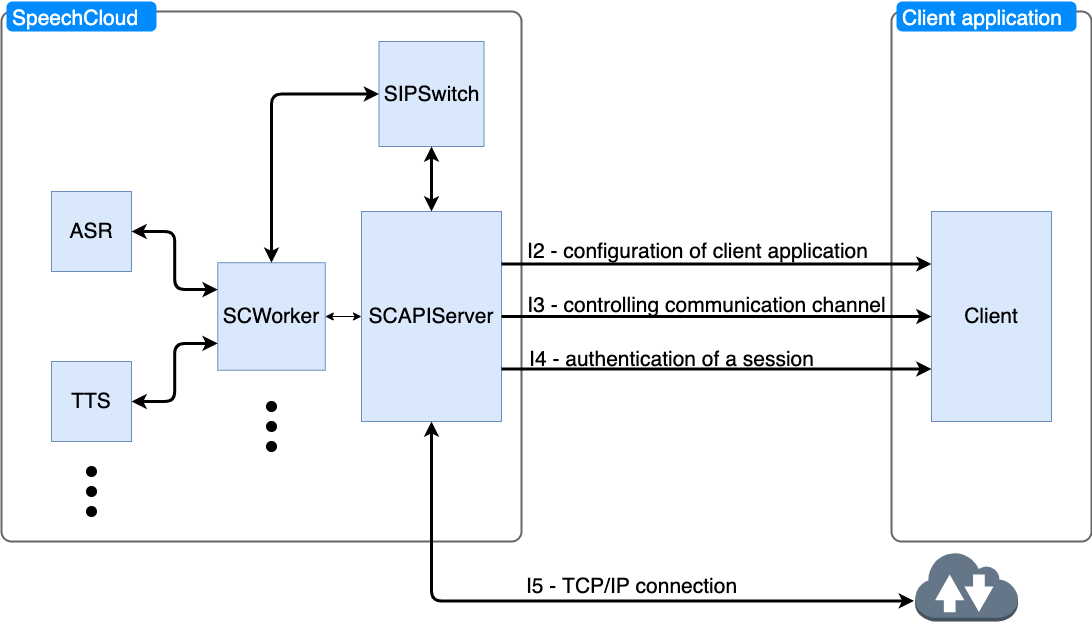 SpeechCloud
Client application
SIPSwitch
ASR
I2 - configuration of client application
I3 - controlling communication channel
SCWorker
SCAPIServer
Client
I4 - authentication of a session
TTS
I5 - TCP/IP connection